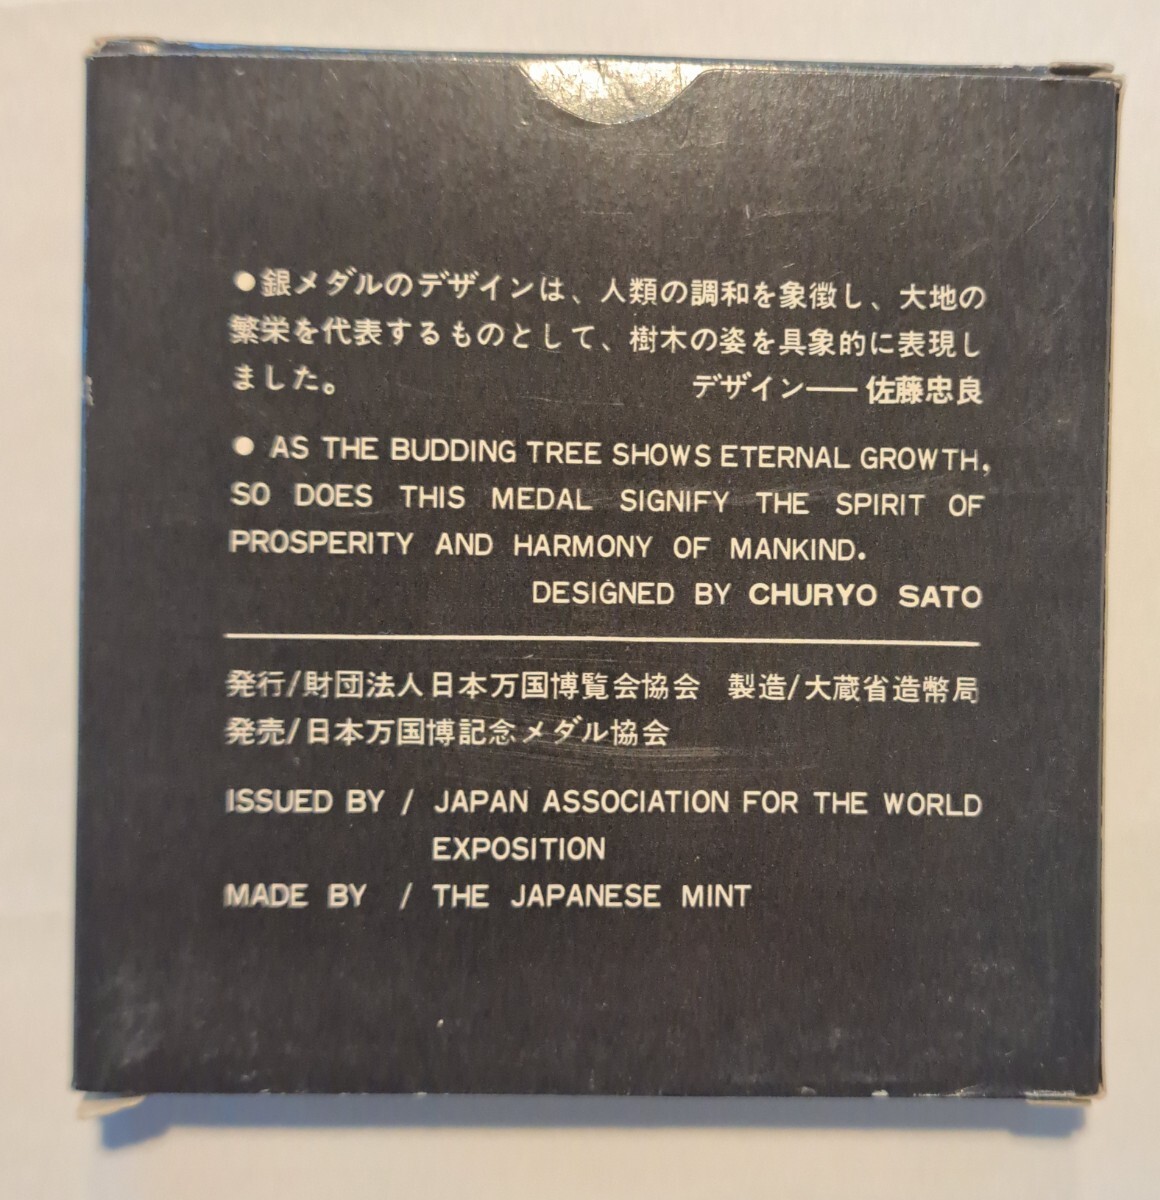 ●銀メダルのデザインは、人類の調和を象徴し、大地の
繁栄を代表するものとして、樹木の姿を具象的に表現し
ました。 デザイン── 佐藤忠良
● AS THE BUDDING TREE SHOWS ETERNAL GROWTH,
SO DOES THIS MEDAL SIGNIFY THE SPIRIT OF
PROSPERITY AND HARMONY OF MANKIND.
DESIGNED BY CHURYO SATO
発行/財団法人日本万国博覧会協会 製造/大蔵省造幣局
発売/日本万国博記念メダル協会
ISSUED BY / JAPAN ASSOCIATION FOR THE WORLD
EXPOSITION
MADE BY / THE JAPANESE MINT